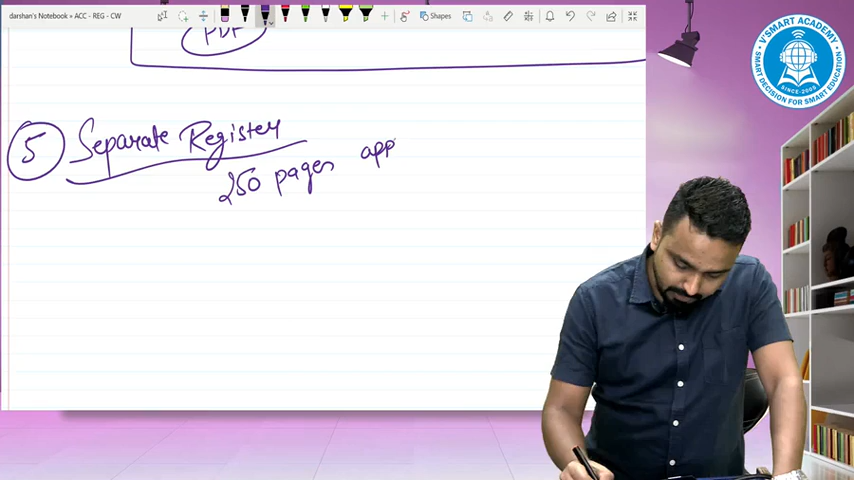 darshan's Notebook » ACC - REG - CW
Shapes
PDF
5 Separate Register
250 pages app
V'SMART ACADEMY
SINCE-2005
SMART DECISION FOR SMART EDUCATION